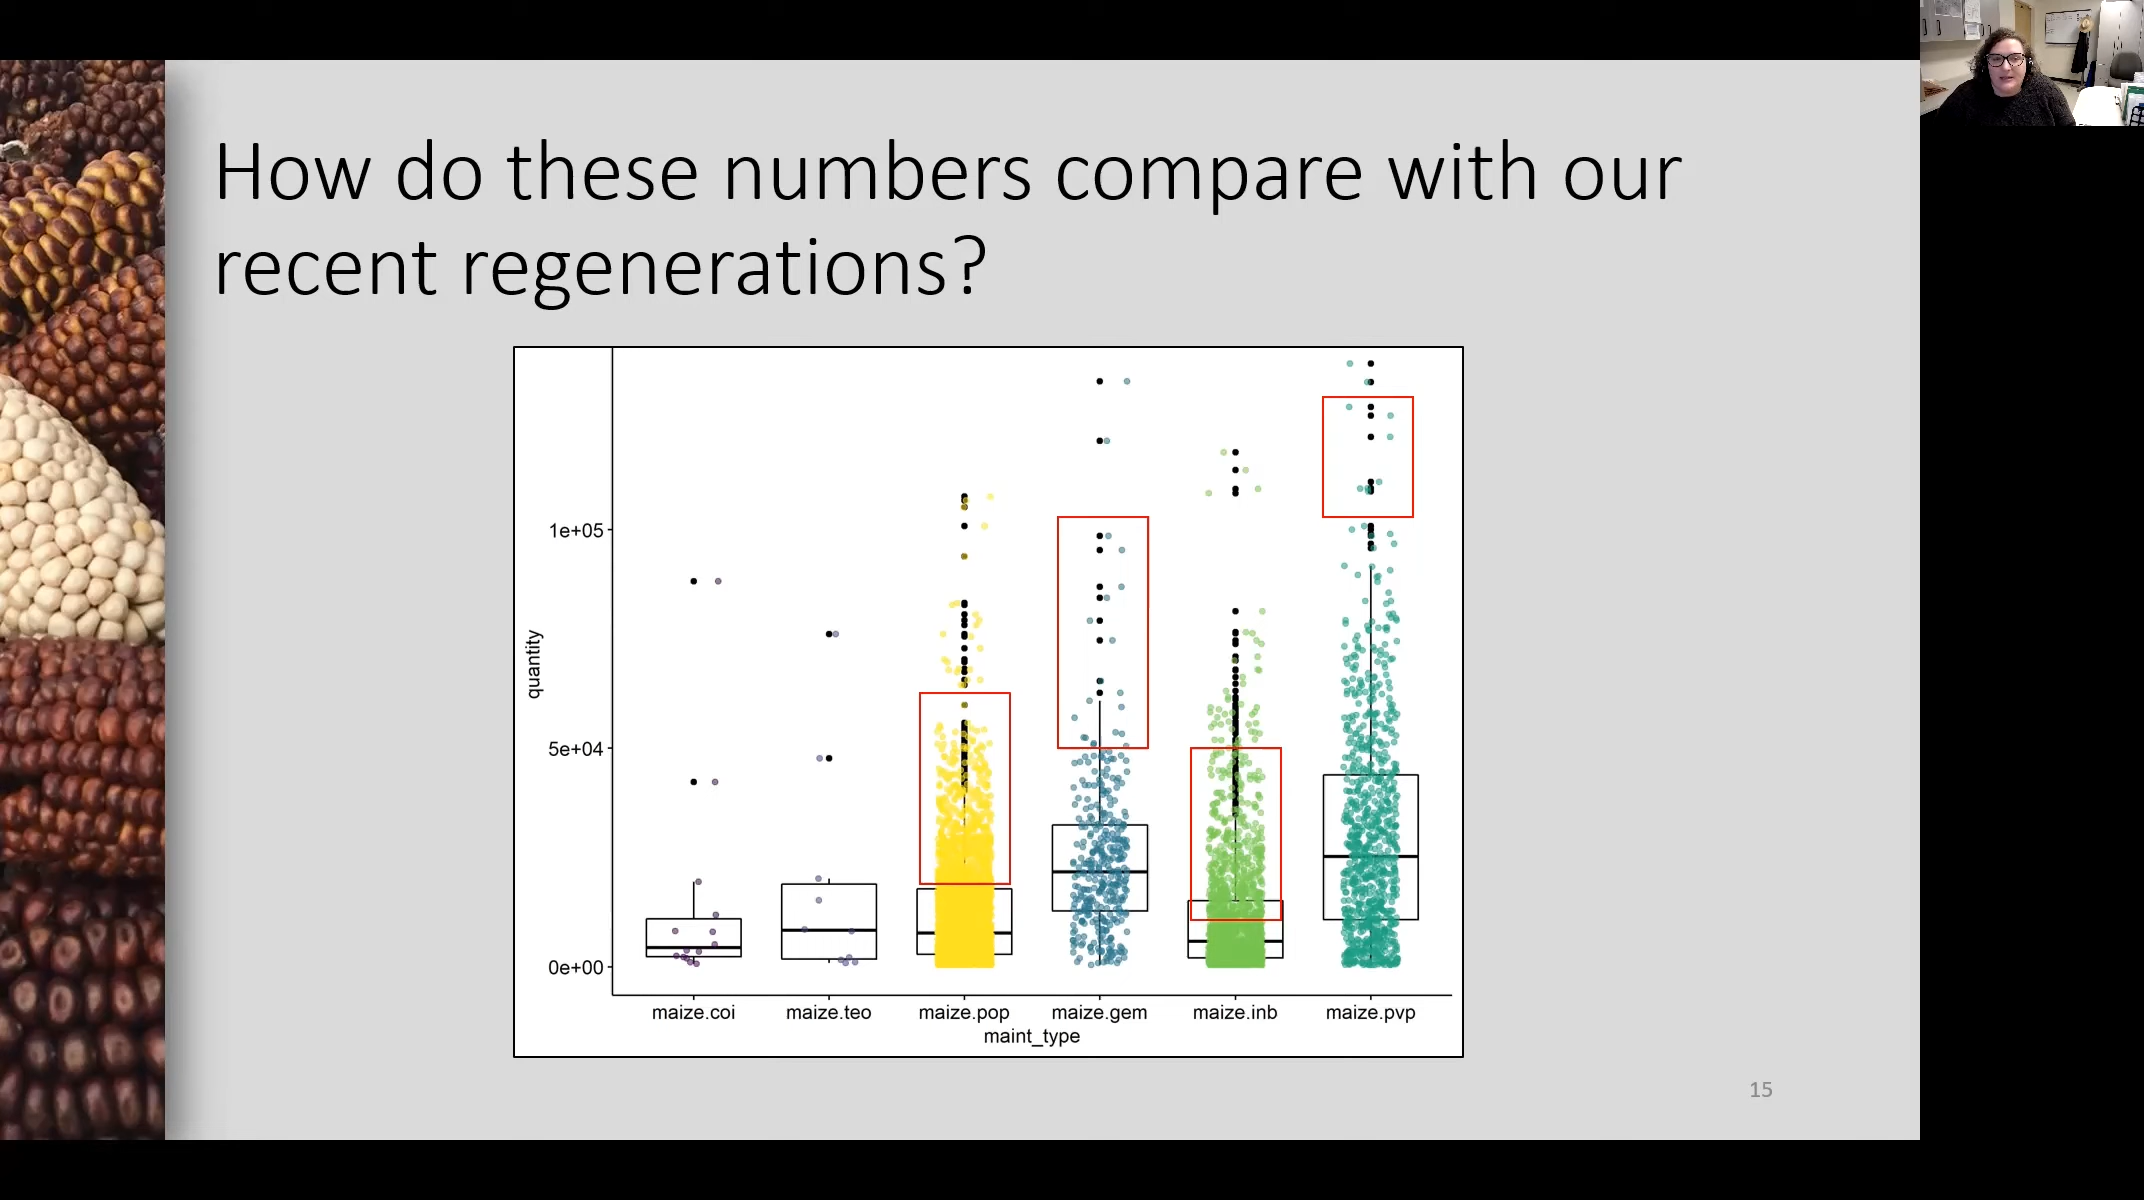 How do these numbers compare with our
recent regenerations?
quantity
1e+05
5e+04
0e+00
maize.coi maize.teo maize.pop maize.gem maize.inb maize.pvp
maint_type
15